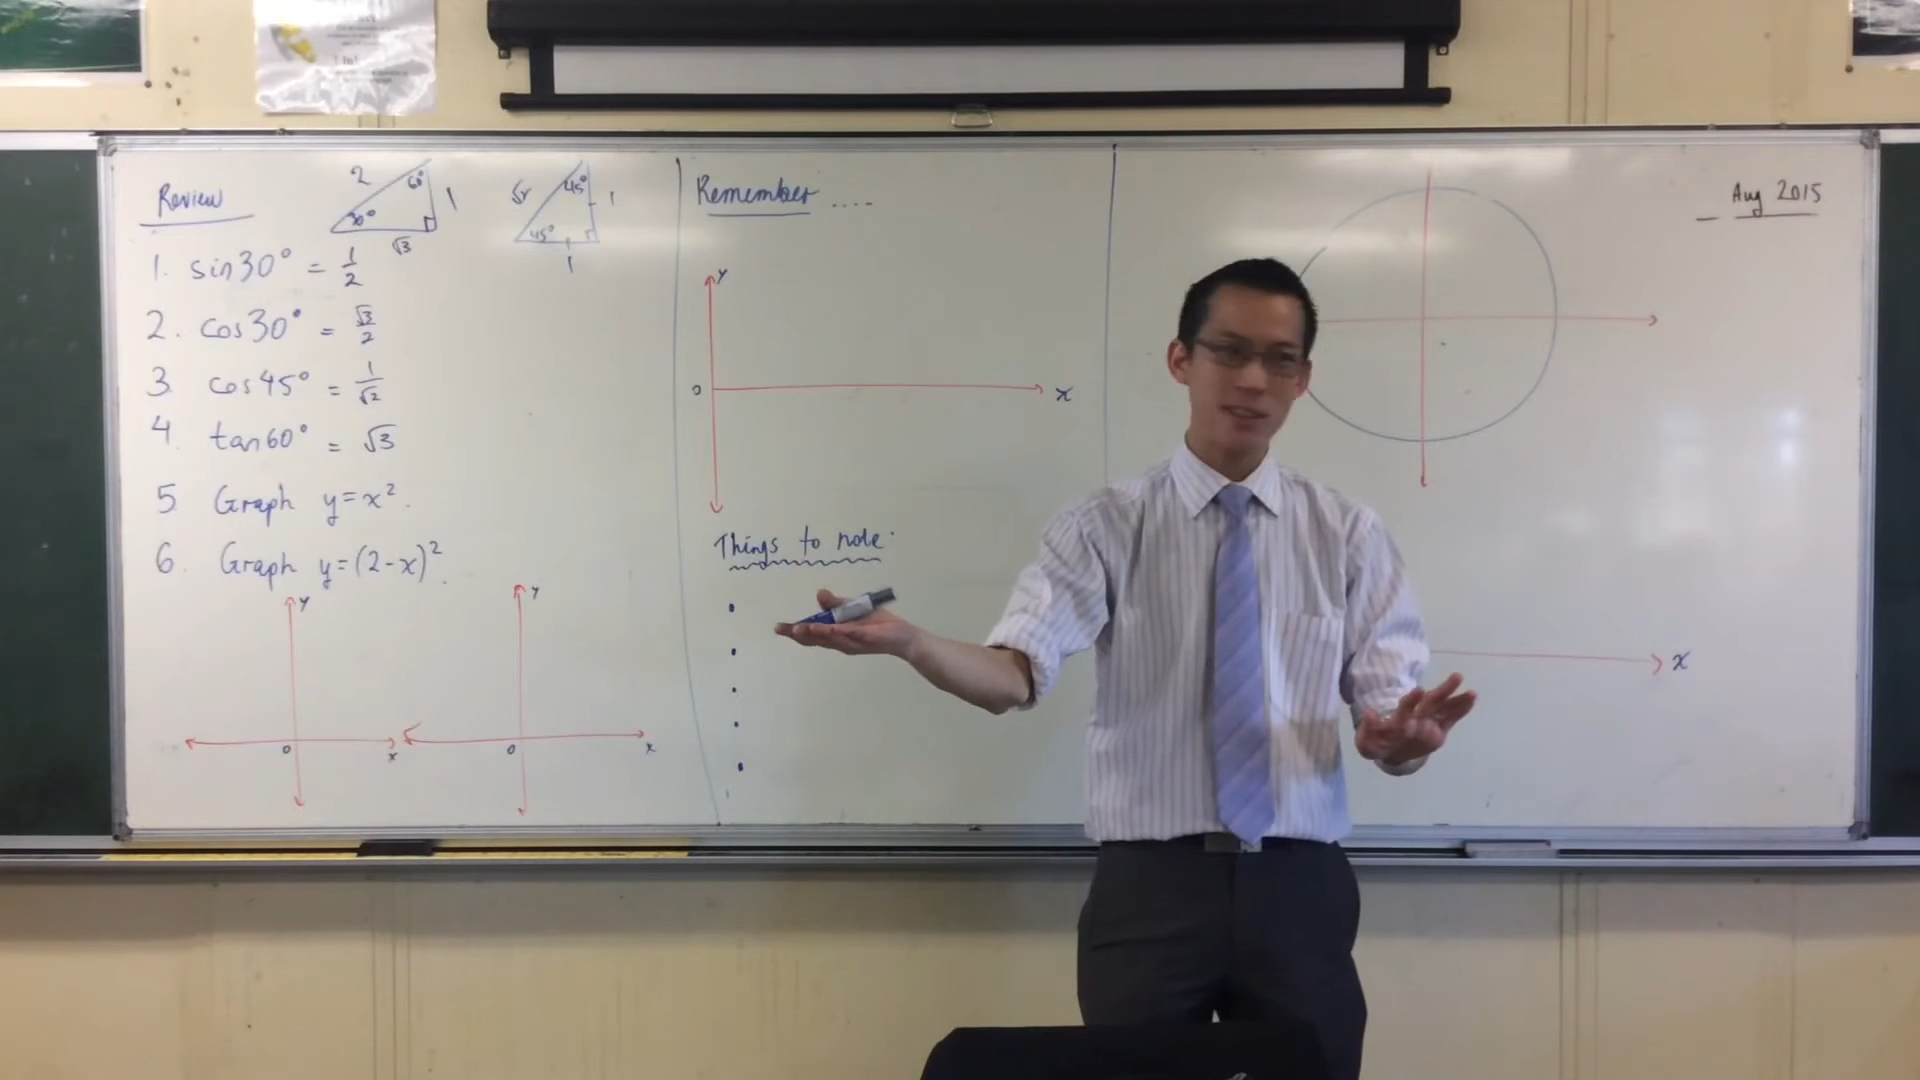 Review
2 60° 1
30°
√3
√2 45° 1
45°
1
1. sin30° = 1/2
2. cos30° = √3/2
3 cos45° = 1/√2
4. tan60° = √3
5 Graph y=x².
6. Graph y=(2-x)².
y
0 x
y
0 x
Remember ....
y
0 x
Things to note:
Aug 2015
x